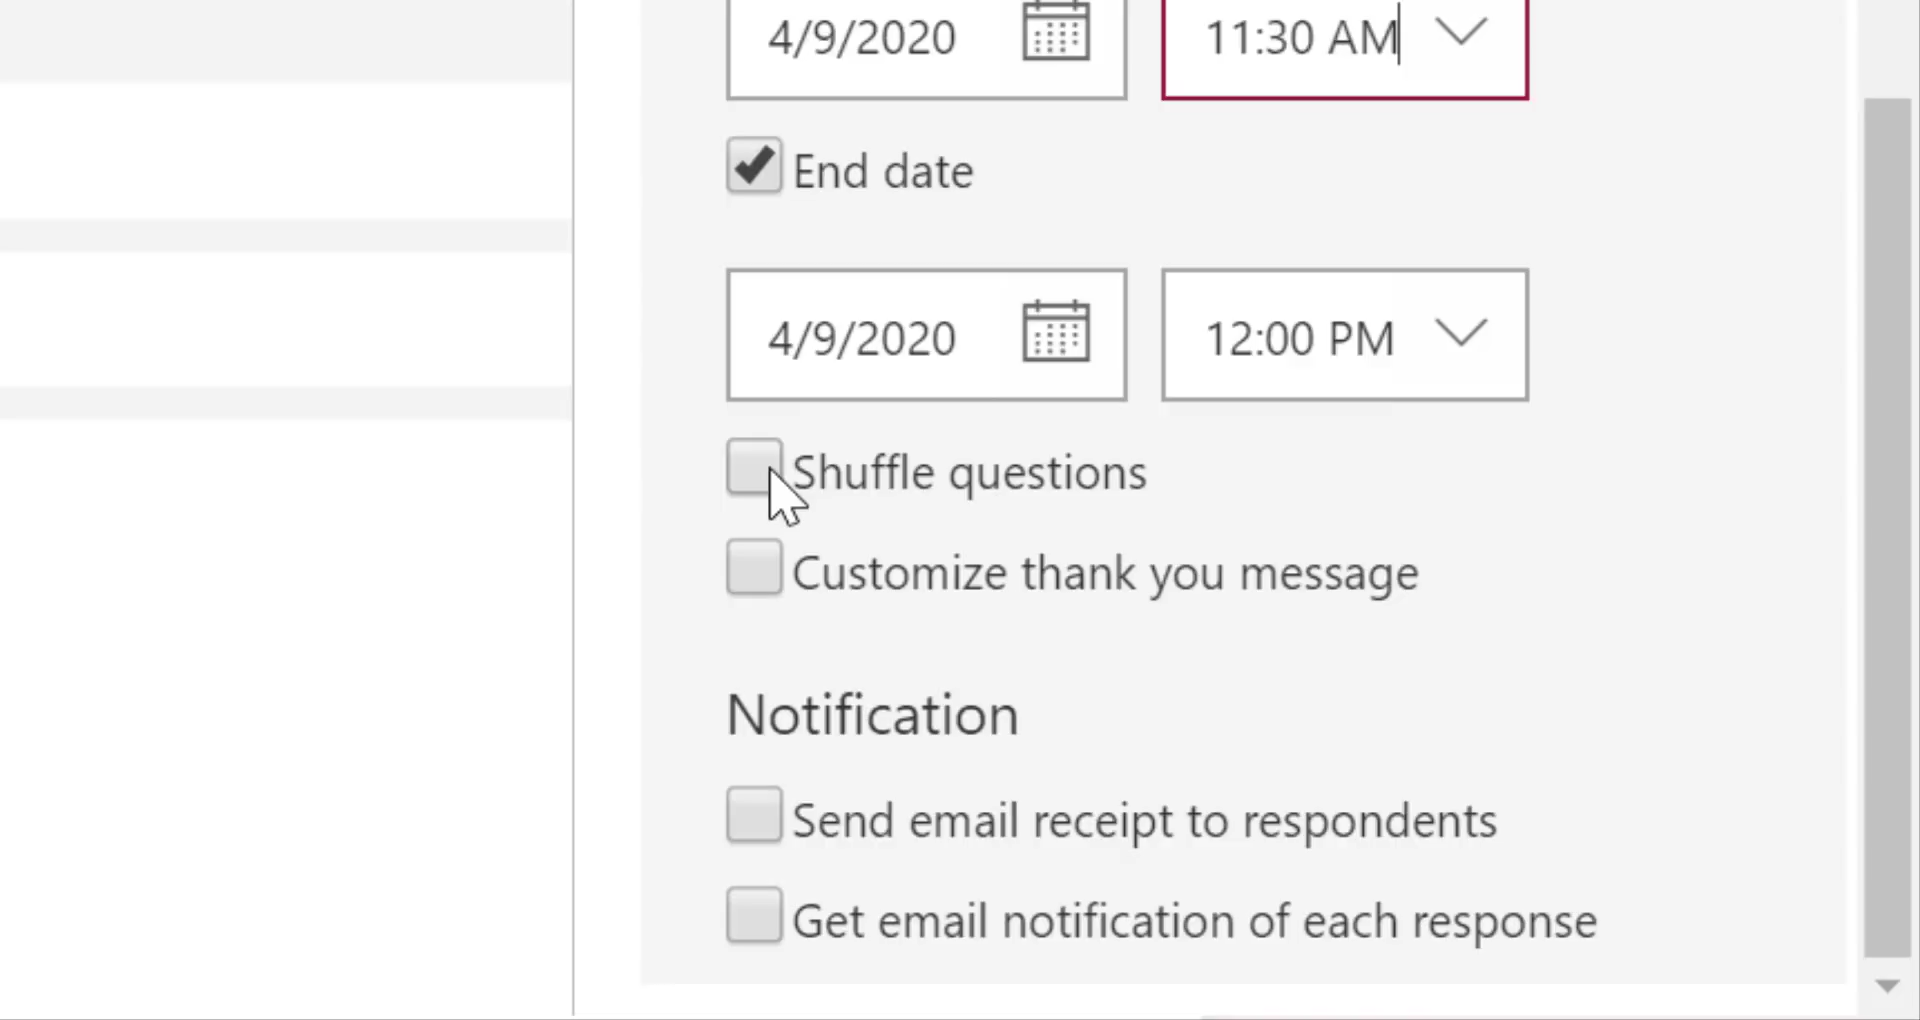 4/9/2020 11:30 AM
End date
4/9/2020 12:00 PM
Shuffle questions
Customize thank you message
Notification
Send email receipt to respondents
Get email notification of each response